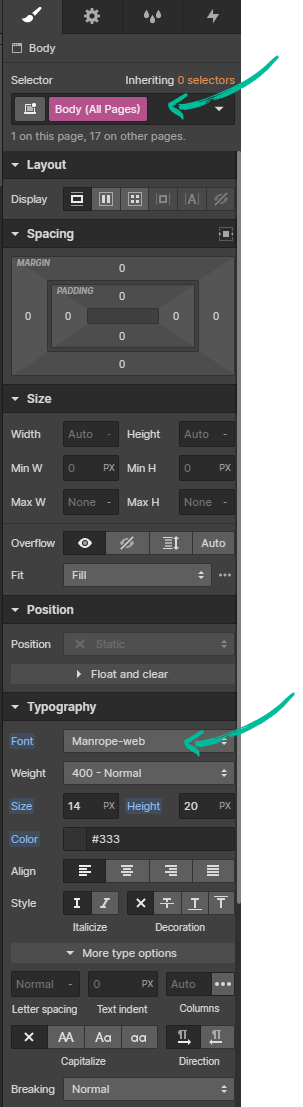 Body
Selector Inheriting 0 selectors
Body (All Pages)
1 on this page, 17 on other pages.
Layout
Display
Spacing
MARGIN
0
PADDING
0
0 0 0 0
0
0
Size
Width Auto - Height Auto -
Min W 0 PX Min H 0 PX
Max W None - Max H None -
Overflow Auto
Fit Fill
Position
Position Static
Float and clear
Typography
Font Manrope-web
Weight 400 - Normal
Size 14 PX Height 20 PX
Color #333
Align
Style I I T T T
Italicize Decoration
More type options
Normal - 0 PX Auto
Letter spacing Text indent Columns
AA Aa aa
Capitalize Direction
Breaking Normal